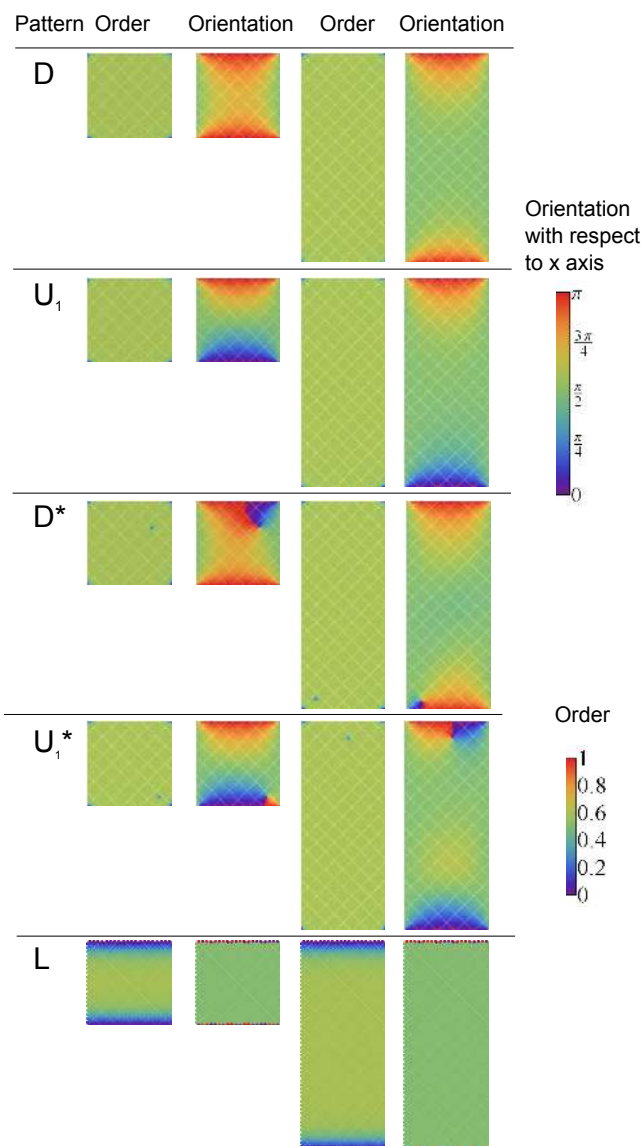 Pattern Order Orientation Order Orientation
D
Orientation
with respect
to x axis
U₁
π
3π/4
π/2
π/4
0
D*
U₁*
Order
1
0.8
0.6
0.4
0.2
0
L